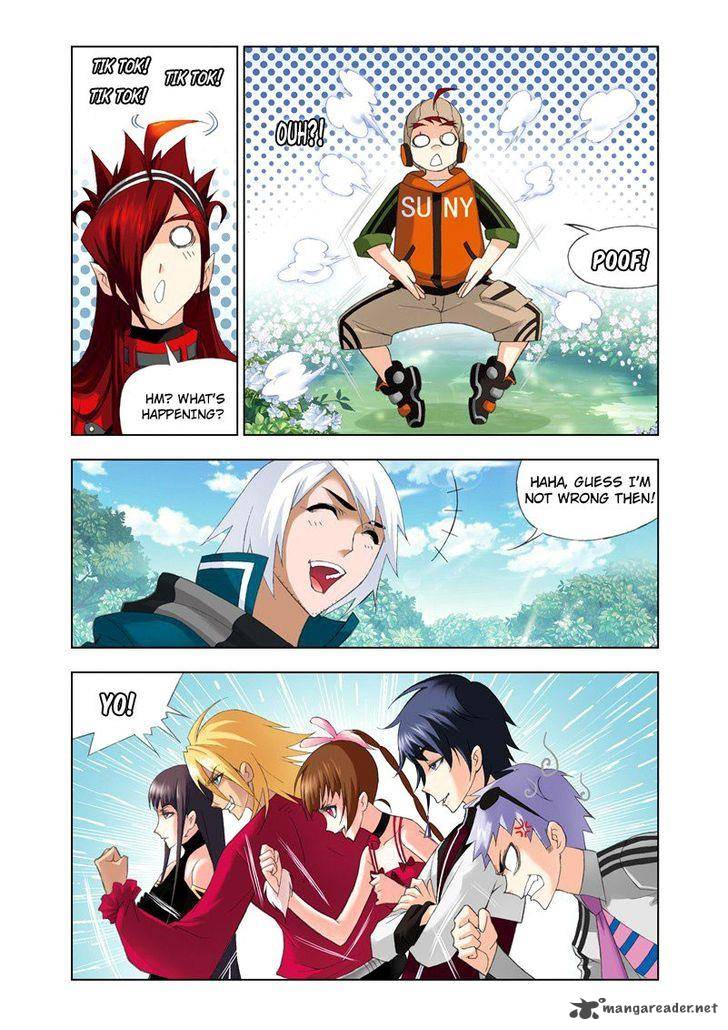 TIK TOK!
TIK TOK!
TIK TOK!
HM? WHAT'S
HAPPENING?
OUH?!
SU NY
POOF!
HAHA, GUESS I'M
NOT WRONG THEN!
YO!
mangareader.net